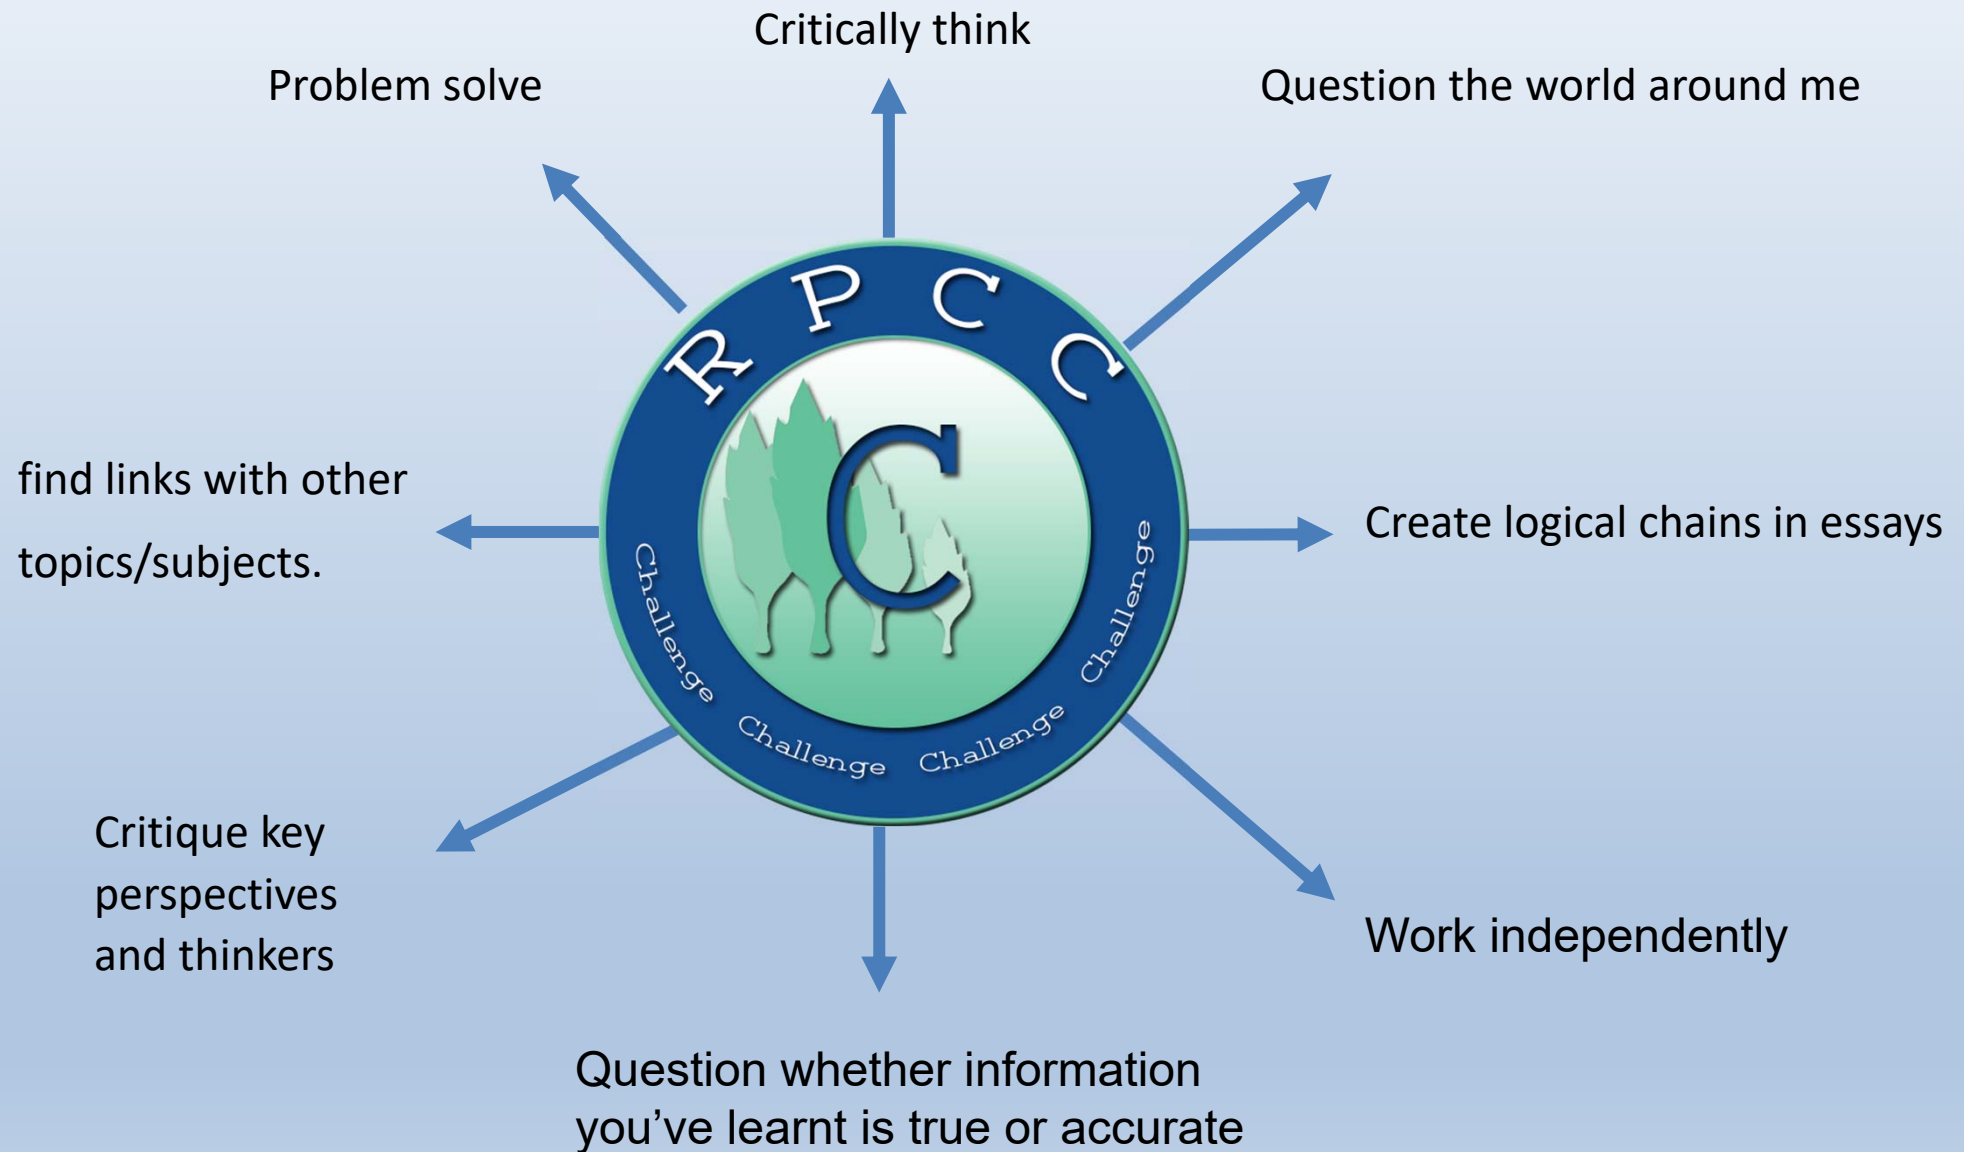 Critically think
Problem solve
Question the world around me
R P C C
C
find links with other
topics/subjects.
Create logical chains in essays
Challenge Challenge Challenge Challenge
Critique key
perspectives
and thinkers
Work independently
Question whether information
you’ve learnt is true or accurate